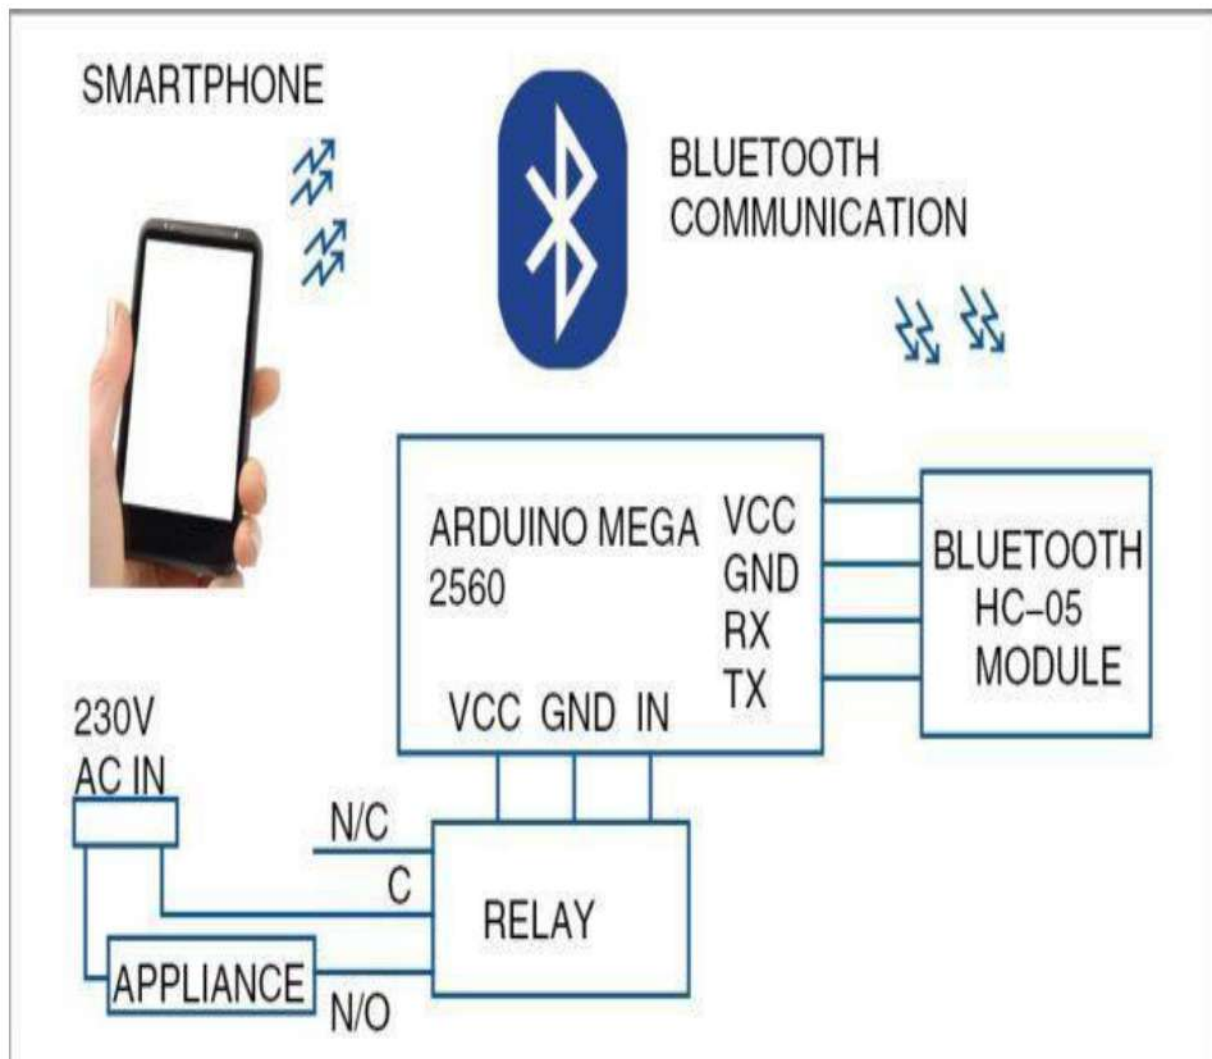 SMARTPHONE
BLUETOOTH
COMMUNICATION
ARDUINO MEGA
2560
VCC
GND
RX
TX
VCC GND IN
BLUETOOTH
HC-05
MODULE
230V
AC IN
N/C
C
RELAY
APPLIANCE
N/O